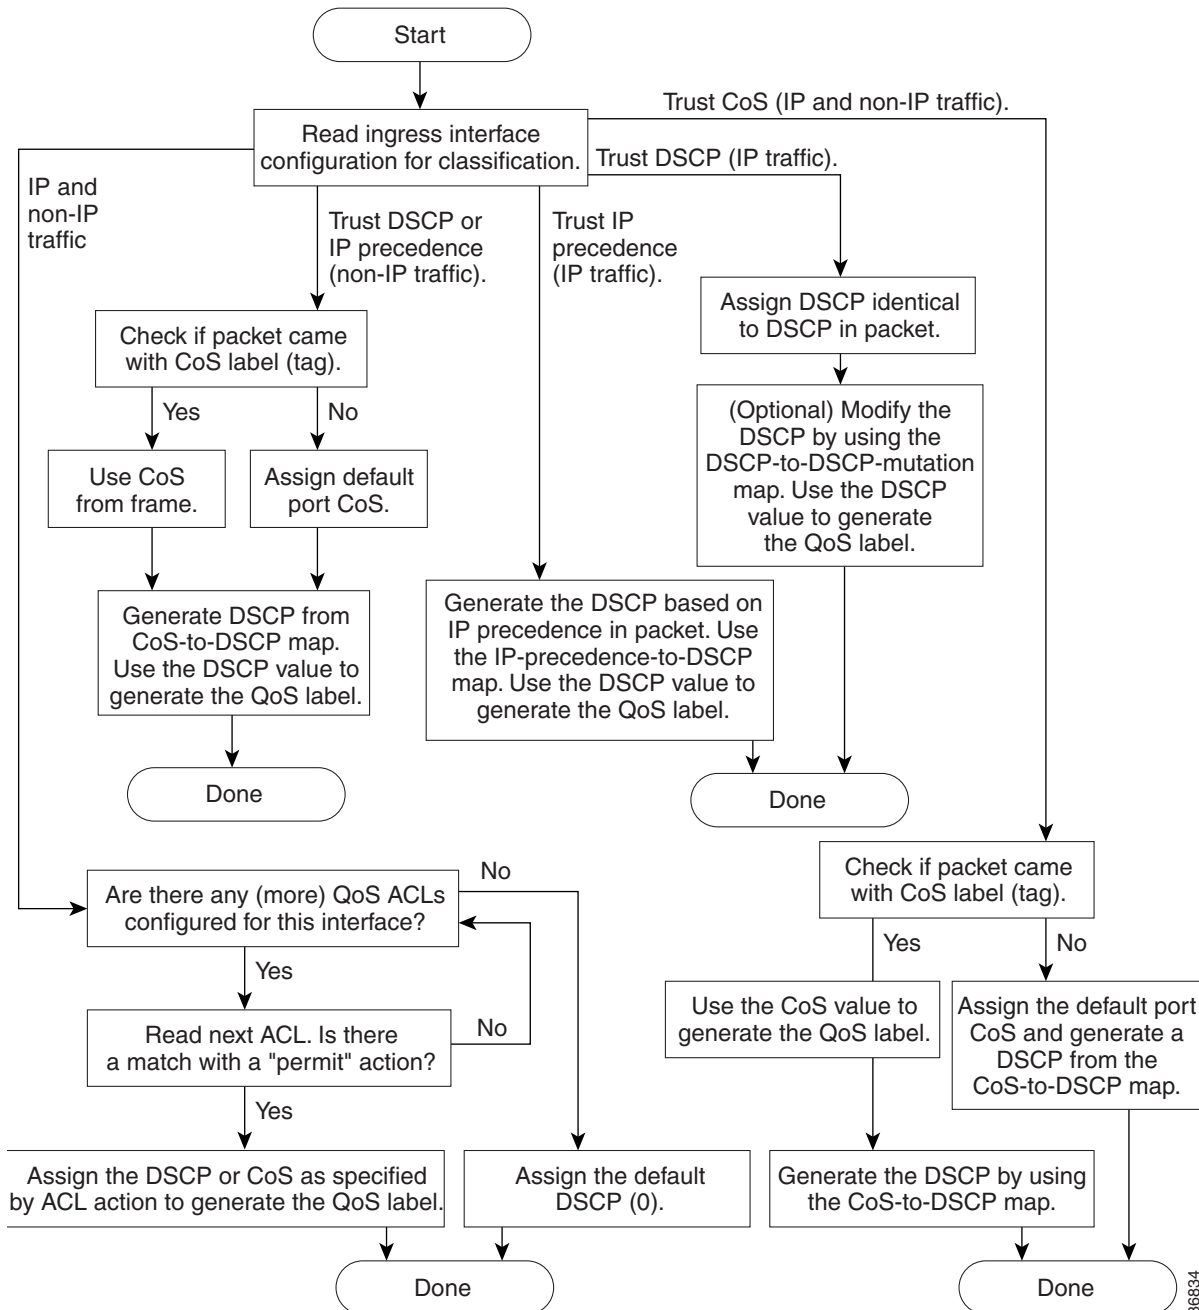 Start
Trust CoS (IP and non-IP traffic).
Read ingress interface
configuration for classification.
Trust DSCP (IP traffic).
IP and
non-IP
traffic
Trust DSCP or
IP precedence
(non-IP traffic).
Trust IP
precedence
(IP traffic).
Assign DSCP identical
to DSCP in packet.
Check if packet came
with CoS label (tag).
(Optional) Modify the
DSCP by using the
DSCP-to-DSCP-mutation
map. Use the DSCP
value to generate
the QoS label.
Yes
No
Use CoS
from frame.
Assign default
port CoS.
Generate DSCP from
CoS-to-DSCP map.
Use the DSCP value to
generate the QoS label.
Generate the DSCP based on
IP precedence in packet. Use
the IP-precedence-to-DSCP
map. Use the DSCP value to
generate the QoS label.
Done
Done
Check if packet came
with CoS label (tag).
Are there any (more) QoS ACLs
configured for this interface?
No
Yes
No
Yes
Read next ACL. Is there
a match with a "permit" action?
No
Use the CoS value to
generate the QoS label.
Assign the default port
CoS and generate a
DSCP from the
CoS-to-DSCP map.
Yes
Assign the DSCP or CoS as specified
by ACL action to generate the QoS label.
Assign the default
DSCP (0).
Generate the DSCP by using
the CoS-to-DSCP map.
Done
Done